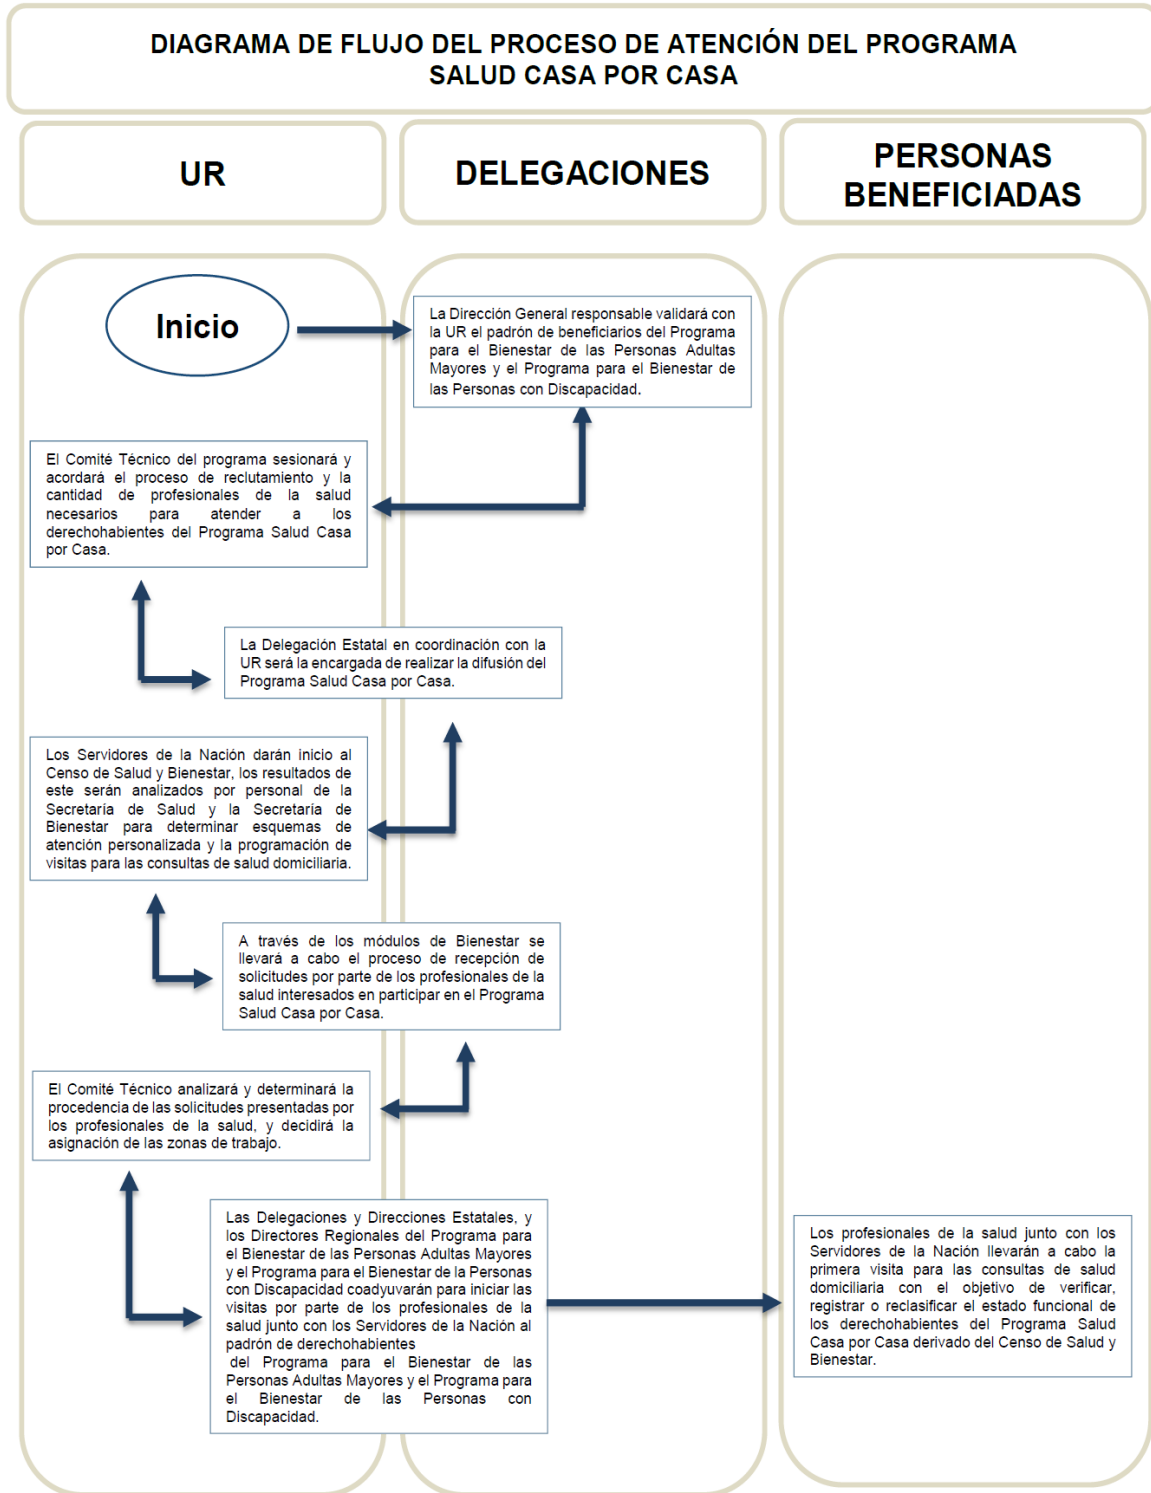 DIAGRAMA DE FLUJO DEL PROCESO DE ATENCIÓN DEL PROGRAMA
SALUD CASA POR CASA
UR
DELEGACIONES
PERSONAS
BENEFICIADAS
Inicio
La Dirección General responsable validará con
la UR el padrón de beneficiarios del Programa
para el Bienestar de las Personas Adultas
Mayores y el Programa para el Bienestar de
las Personas con Discapacidad.
El Comité Técnico del programa sesionará y
acordará el proceso de reclutamiento y la
cantidad de profesionales de la salud
necesarios para atender a los
derechohabientes del Programa Salud Casa
por Casa.
La Delegación Estatal en coordinación con la
UR será la encargada de realizar la difusión del
Programa Salud Casa por Casa.
Los Servidores de la Nación darán inicio al
Censo de Salud y Bienestar, los resultados de
este serán analizados por personal de la
Secretaría de Salud y la Secretaría de
Bienestar para determinar esquemas de
atención personalizada y la programación de
visitas para las consultas de salud domiciliaria.
A través de los módulos de Bienestar se
llevará a cabo el proceso de recepción de
solicitudes por parte de los profesionales de la
salud interesados en participar en el Programa
Salud Casa por Casa.
El Comité Técnico analizará y determinará la
procedencia de las solicitudes presentadas por
los profesionales de la salud, y decidirá la
asignación de las zonas de trabajo.
Las Delegaciones y Direcciones Estatales, y
los Directores Regionales del Programa para
el Bienestar de las Personas Adultas Mayores
y el Programa para el Bienestar de la Personas
con Discapacidad coadyuvarán para iniciar las
visitas por parte de los profesionales de la
salud junto con los Servidores de la Nación al
padrón de derechohabientes
del Programa para el Bienestar de las
Personas Adultas Mayores y el Programa para
el Bienestar de las Personas con
Discapacidad.
Los profesionales de la salud junto con los
Servidores de la Nación llevarán a cabo la
primera visita para las consultas de salud
domiciliaria con el objetivo de verificar,
registrar o reclasificar el estado funcional de
los derechohabientes del Programa Salud
Casa por Casa derivado del Censo de Salud y
Bienestar.